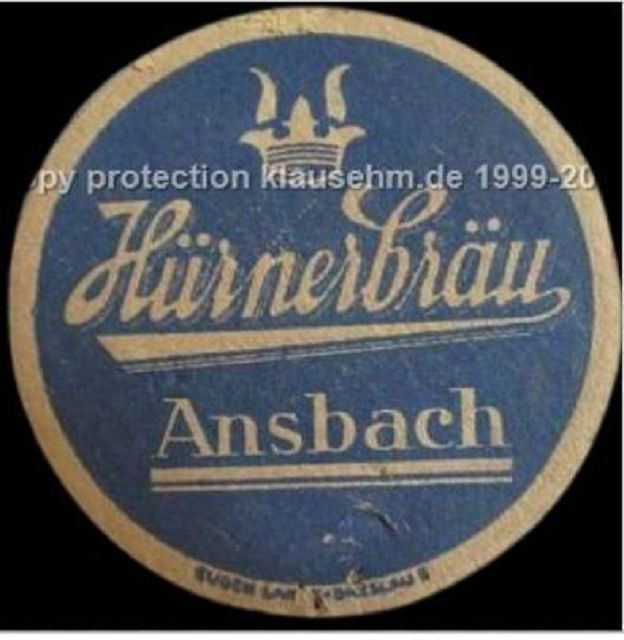 py protection klausehm.de 1999-20
Hürnerbräu
Ansbach